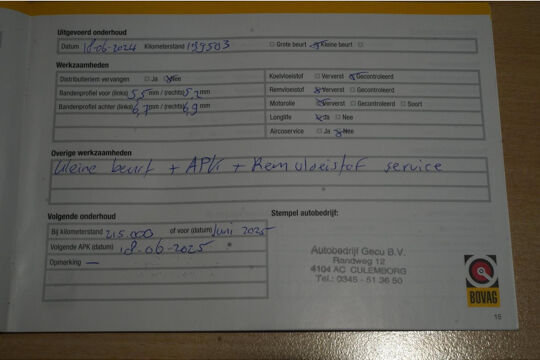 Uitgevoerd onderhoud
Datum 18-06-2024 Kilometerstand 199503 Grote beurt Kleine beurt
Werkzaamheden
Distributieriem vervangen Ja Nee
Bandenprofiel voor (links) 5,5 mm / (rechts) 5,2 mm
Bandenprofiel achter (links) 6,7 mm / (rechts) 6,9 mm
Koelvloeistof Ververst Gecontroleerd
Remvloeistof Ververst Gecontroleerd
Motorolie Ververst Gecontroleerd Soort
Longlife Ja Nee
Aircoservice Ja Nee
Overige werkzaamheden
Kleine beurt + APK + Remvloeistof service
Volgende onderhoud
Bij kilometerstand 215.000 of voor (datum) Juni 2025
Volgende APK (datum) 18-06-2025
Opmerking —
Stempel autobedrijf:
Autobedrijf Gecu B.V.
Randweg 12
4104 AC CULEMBORG
Tel.: 0345 - 51 36 50
BOVAG
15